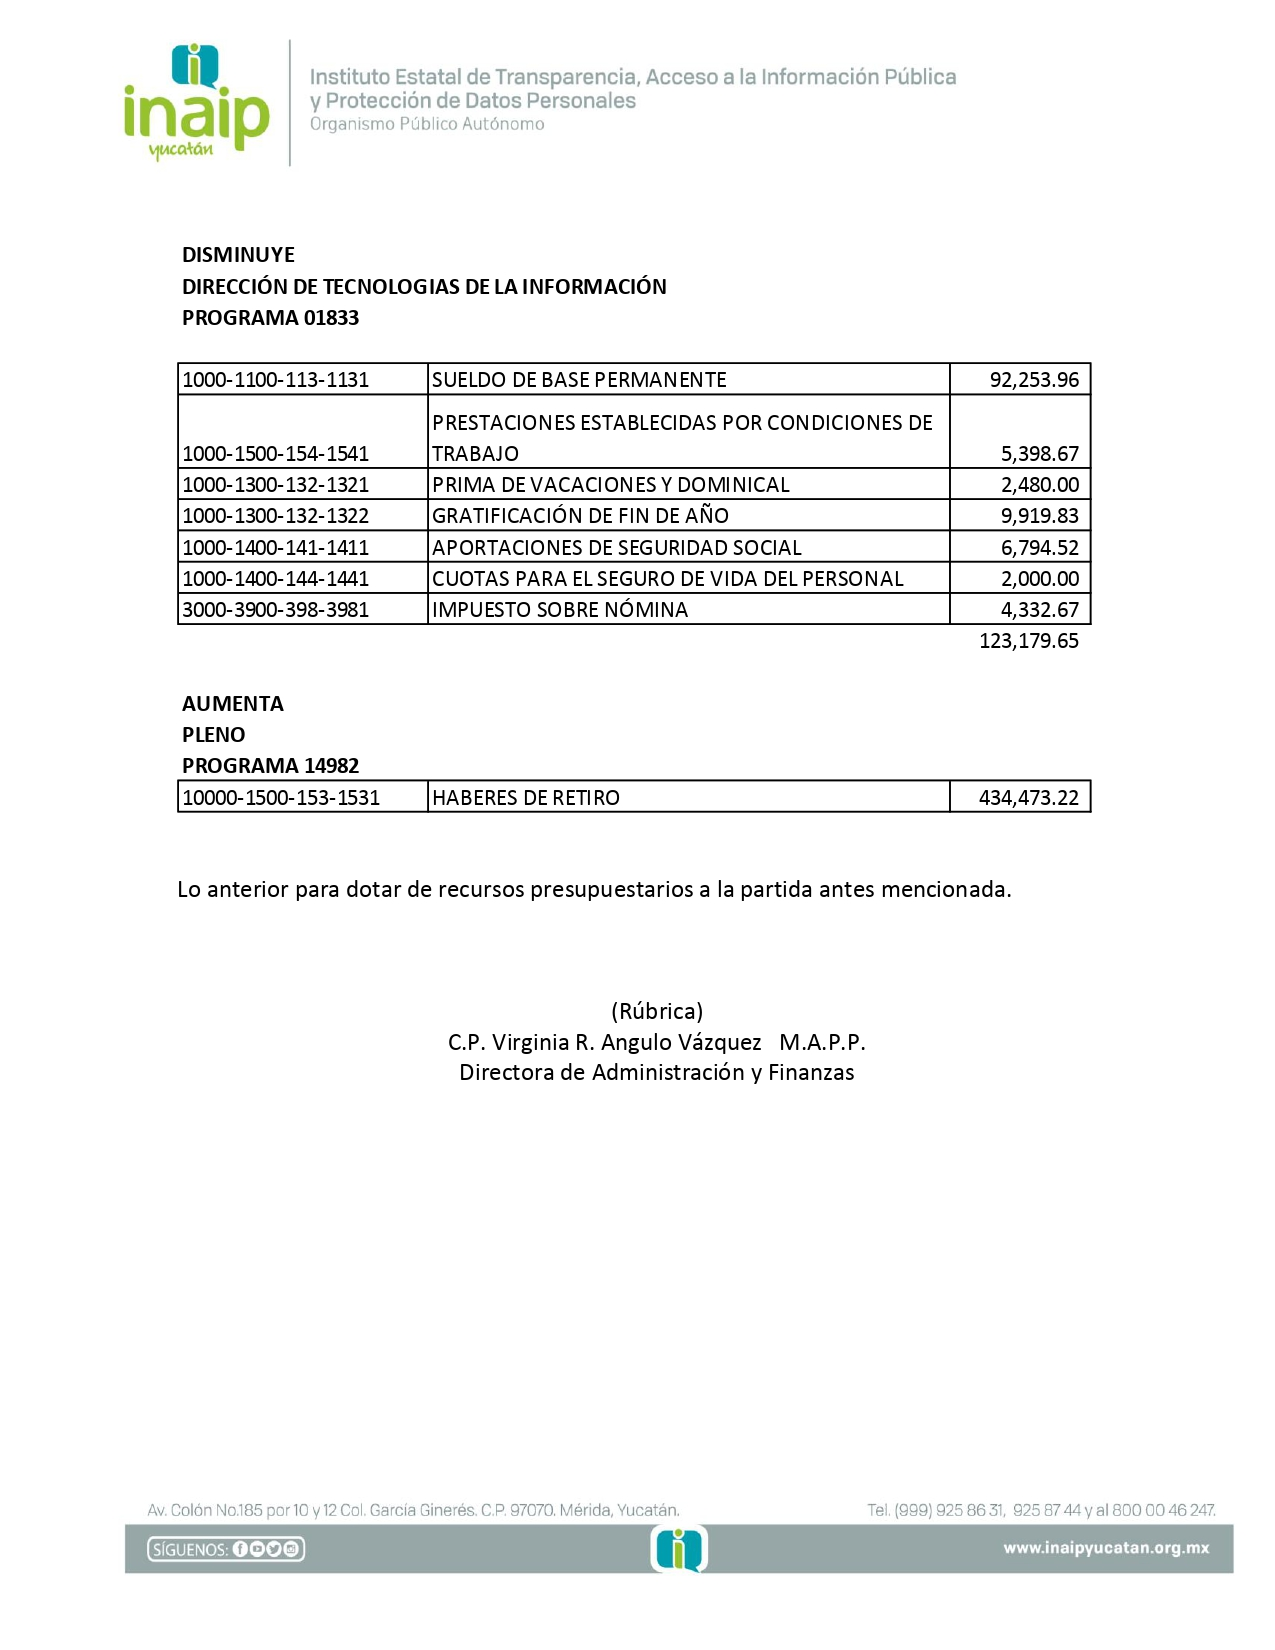 inaip
yucatán
Instituto Estatal de Transparencia, Acceso a la Información Pública
y Protección de Datos Personales
Organismo Público Autónomo
DISMINUYE
DIRECCIÓN DE TECNOLOGIAS DE LA INFORMACIÓN
PROGRAMA 01833
1000-1100-113-1131 SUELDO DE BASE PERMANENTE 92,253.96
PRESTACIONES ESTABLECIDAS POR CONDICIONES DE
1000-1500-154-1541 TRABAJO 5,398.67
1000-1300-132-1321 PRIMA DE VACACIONES Y DOMINICAL 2,480.00
1000-1300-132-1322 GRATIFICACIÓN DE FIN DE AÑO 9,919.83
1000-1400-141-1411 APORTACIONES DE SEGURIDAD SOCIAL 6,794.52
1000-1400-144-1441 CUOTAS PARA EL SEGURO DE VIDA DEL PERSONAL 2,000.00
3000-3900-398-3981 IMPUESTO SOBRE NÓMINA 4,332.67
123,179.65
AUMENTA
PLENO
PROGRAMA 14982
10000-1500-153-1531 HABERES DE RETIRO 434,473.22
Lo anterior para dotar de recursos presupuestarios a la partida antes mencionada.
(Rúbrica)
C.P. Virginia R. Angulo Vázquez M.A.P.P.
Directora de Administración y Finanzas
Av. Colón No.185 por 10 y 12 Col. García Ginerés. C.P. 97070. Mérida, Yucatán. Tel. (999) 925 86 31, 925 87 44 y al 800 00 46 247.
SÍGUENOS: www.inaipyucatan.org.mx